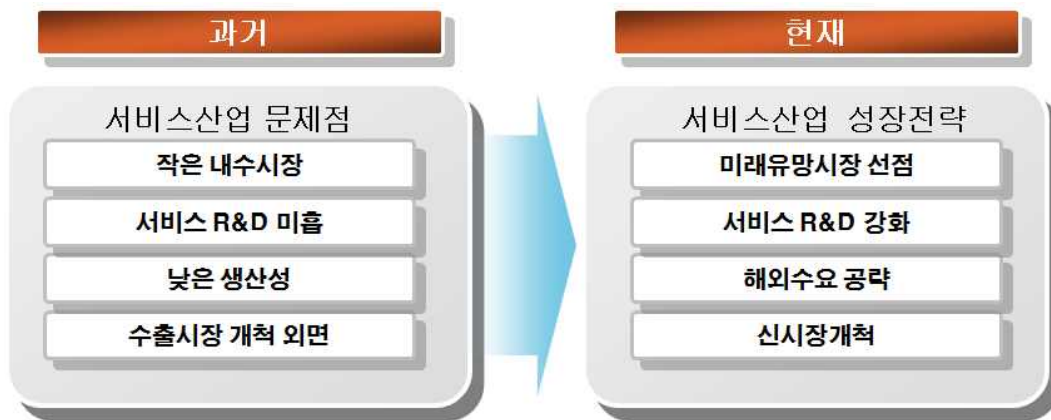 과거
서비스산업 문제점
작은 내수시장
서비스 R&D 미흡
낮은 생산성
수출시장 개척 외면
현재
서비스산업 성장전략
미래유망시장 선점
서비스 R&D 강화
해외수요 공략
신시장개척